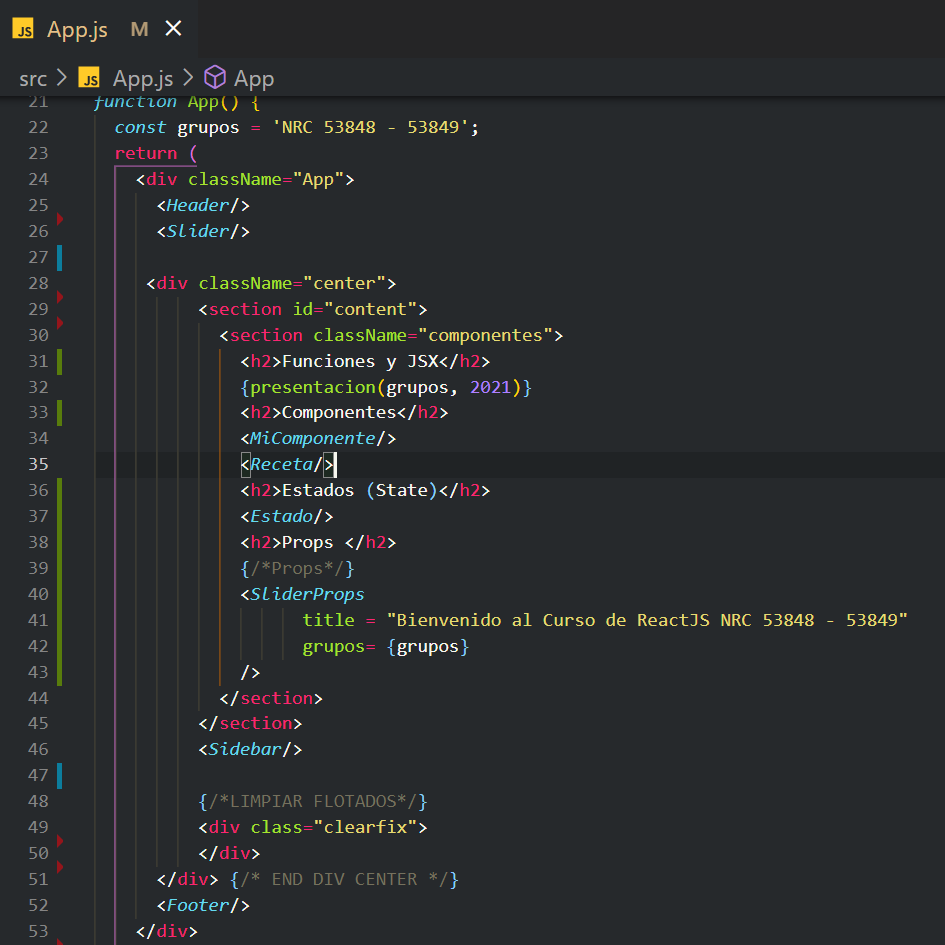 JS App.js M
src > JS App.js > App
21 function App() {
22 const grupos = 'NRC 53848 - 53849';
23 return (
24 <div className="App">
25 <Header/>
26 <Slider/>
27
28 <div className="center">
29 <section id="content">
30 <section className="componentes">
31 <h2>Funciones y JSX</h2>
32 {presentacion(grupos, 2021)}
33 <h2>Componentes</h2>
34 <MiComponente/>
35 <Receta/>
36 <h2>Estados (State)</h2>
37 <Estado/>
38 <h2>Props </h2>
39 {/*Props*/}
40 <SliderProps
41 title = "Bienvenido al Curso de ReactJS NRC 53848 - 53849"
42 grupos= {grupos}
43 />
44 </section>
45 </section>
46 <Sidebar/>
47
48 {/*LIMPIAR FLOTADOS*/}
49 <div class="clearfix">
50 </div>
51 </div> {/* END DIV CENTER */}
52 <Footer/>
53 </div>